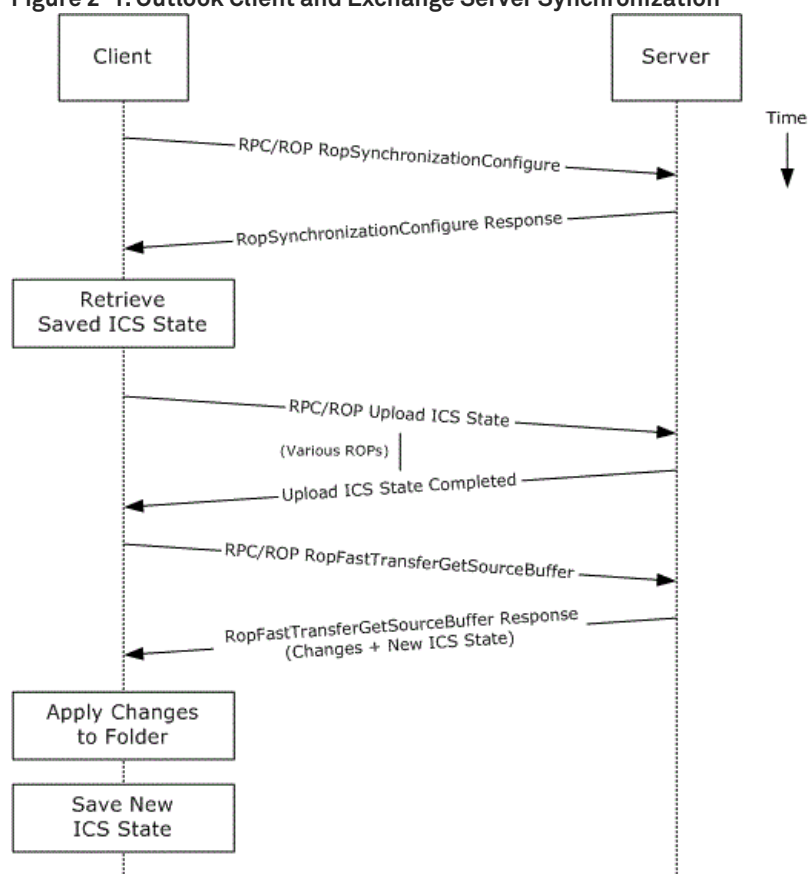 Figure 2-1. Outlook Client and Exchange Server Synchronization
Client
Server
Time
RPC/ROP RopSynchronizationConfigure
RopSynchronizationConfigure Response
Retrieve
Saved ICS State
RPC/ROP Upload ICS State
(Various ROPs)
Upload ICS State Completed
RPC/ROP RopFastTransferGetSourceBuffer
RopFastTransferGetSourceBuffer Response
(Changes + New ICS State)
Apply Changes
to Folder
Save New
ICS State